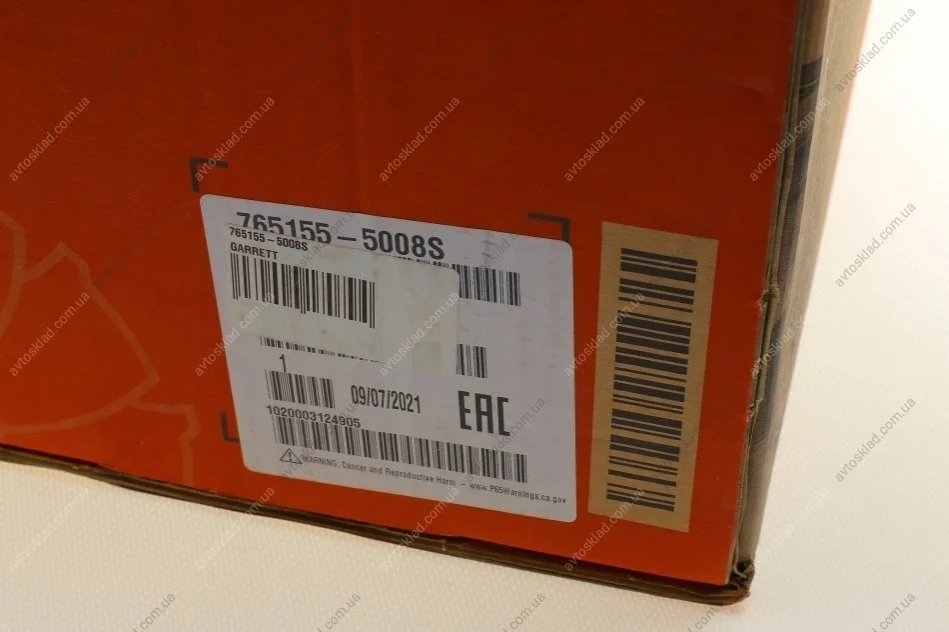 765155-5008S
765155-5008S
GARRETT
1
09/07/2021
EAC
1020003124905
WARNING: Cancer and Reproductive Harm - www.P65Warnings.ca.gov
avtosklad.com.ua